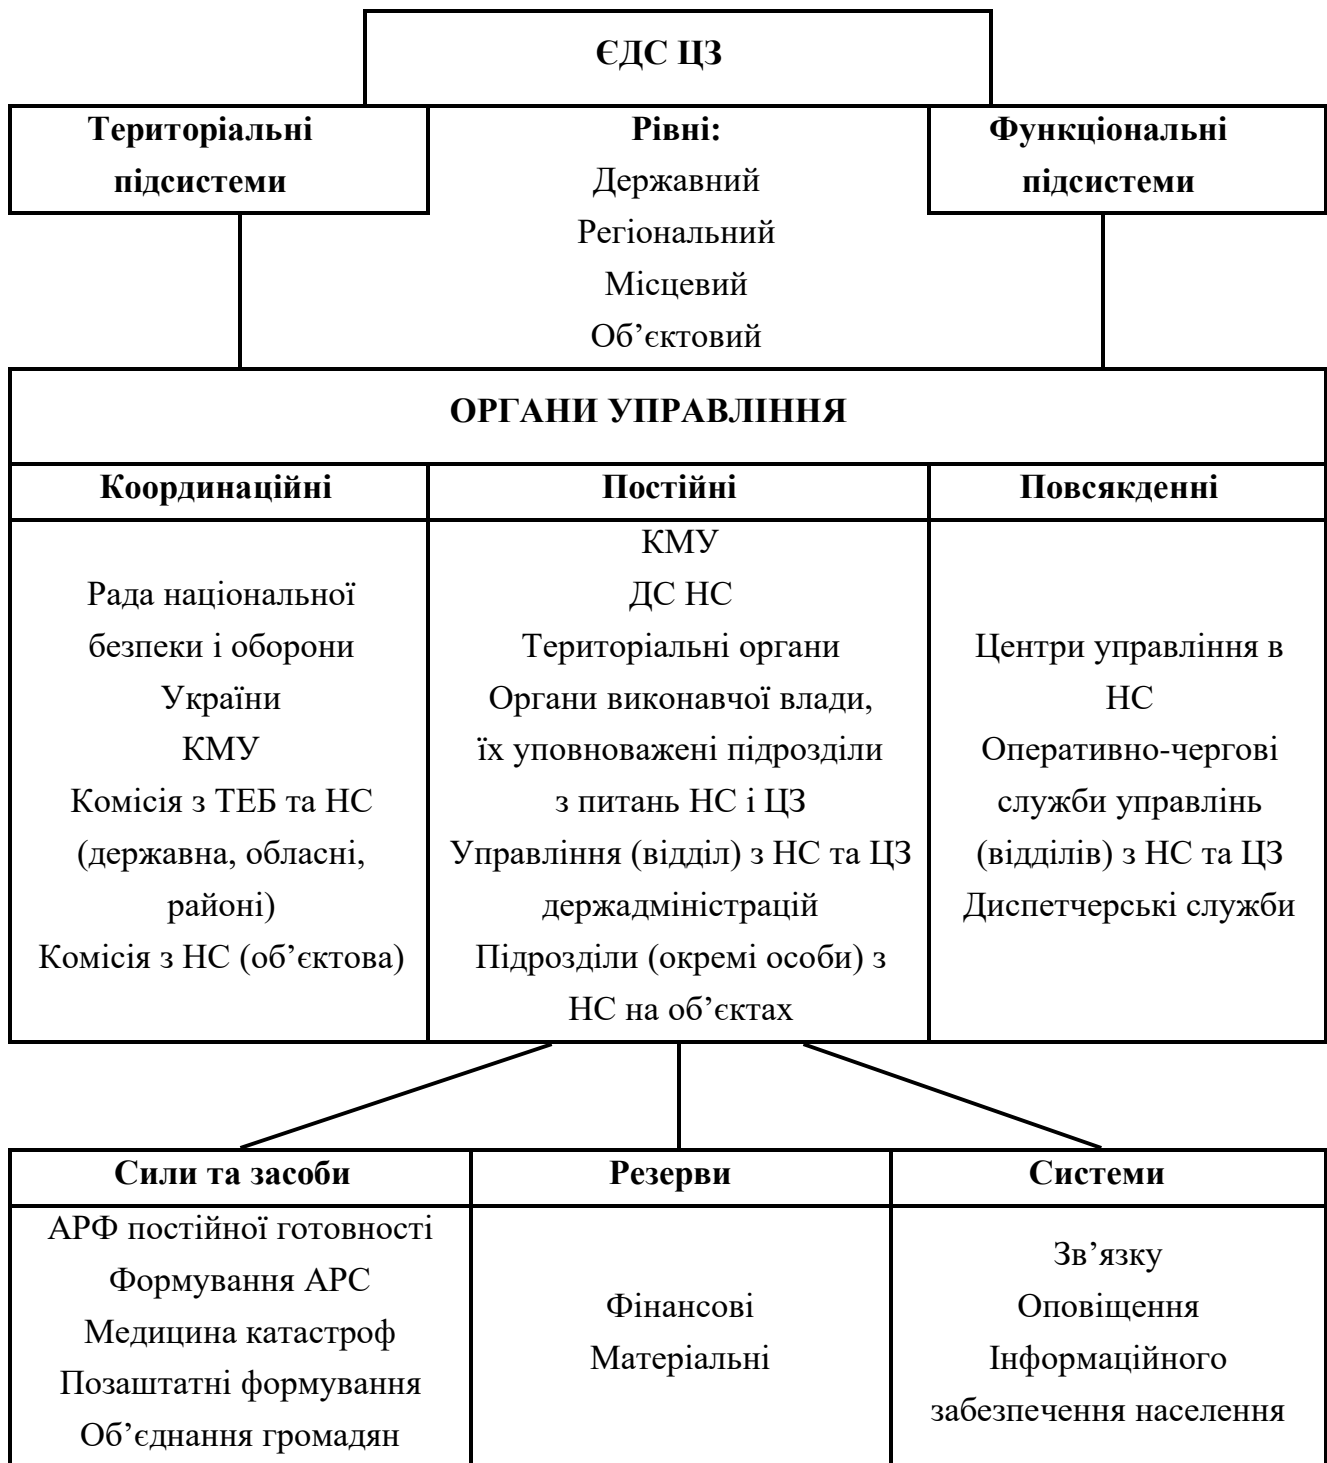 ЄДС ЦЗ
Територіальні
підсистеми
Рівні:
Державний
Регіональний
Місцевий
Об’єктовий
Функціональні
підсистеми
ОРГАНИ УПРАВЛІННЯ
Координаційні
Рада національної
безпеки і оборони
України
КМУ
Комісія з ТЕБ та НС
(державна, обласні,
районі)
Комісія з НС (об’єктова)
Постійні
КМУ
ДС НС
Територіальні органи
Органи виконавчої влади,
їх уповноважені підрозділи
з питань НС і ЦЗ
Управління (відділ) з НС та ЦЗ
держадміністрацій
Підрозділи (окремі особи) з
НС на об’єктах
Повсякденні
Центри управління в
НС
Оперативно-чергові
служби управлінь
(відділів) з НС та ЦЗ
Диспетчерські служби
Сили та засоби
АРФ постійної готовності
Формування АРС
Медицина катастроф
Позаштатні формування
Об’єднання громадян
Резерви
Фінансові
Матеріальні
Системи
Зв’язку
Оповіщення
Інформаційного
забезпечення населення